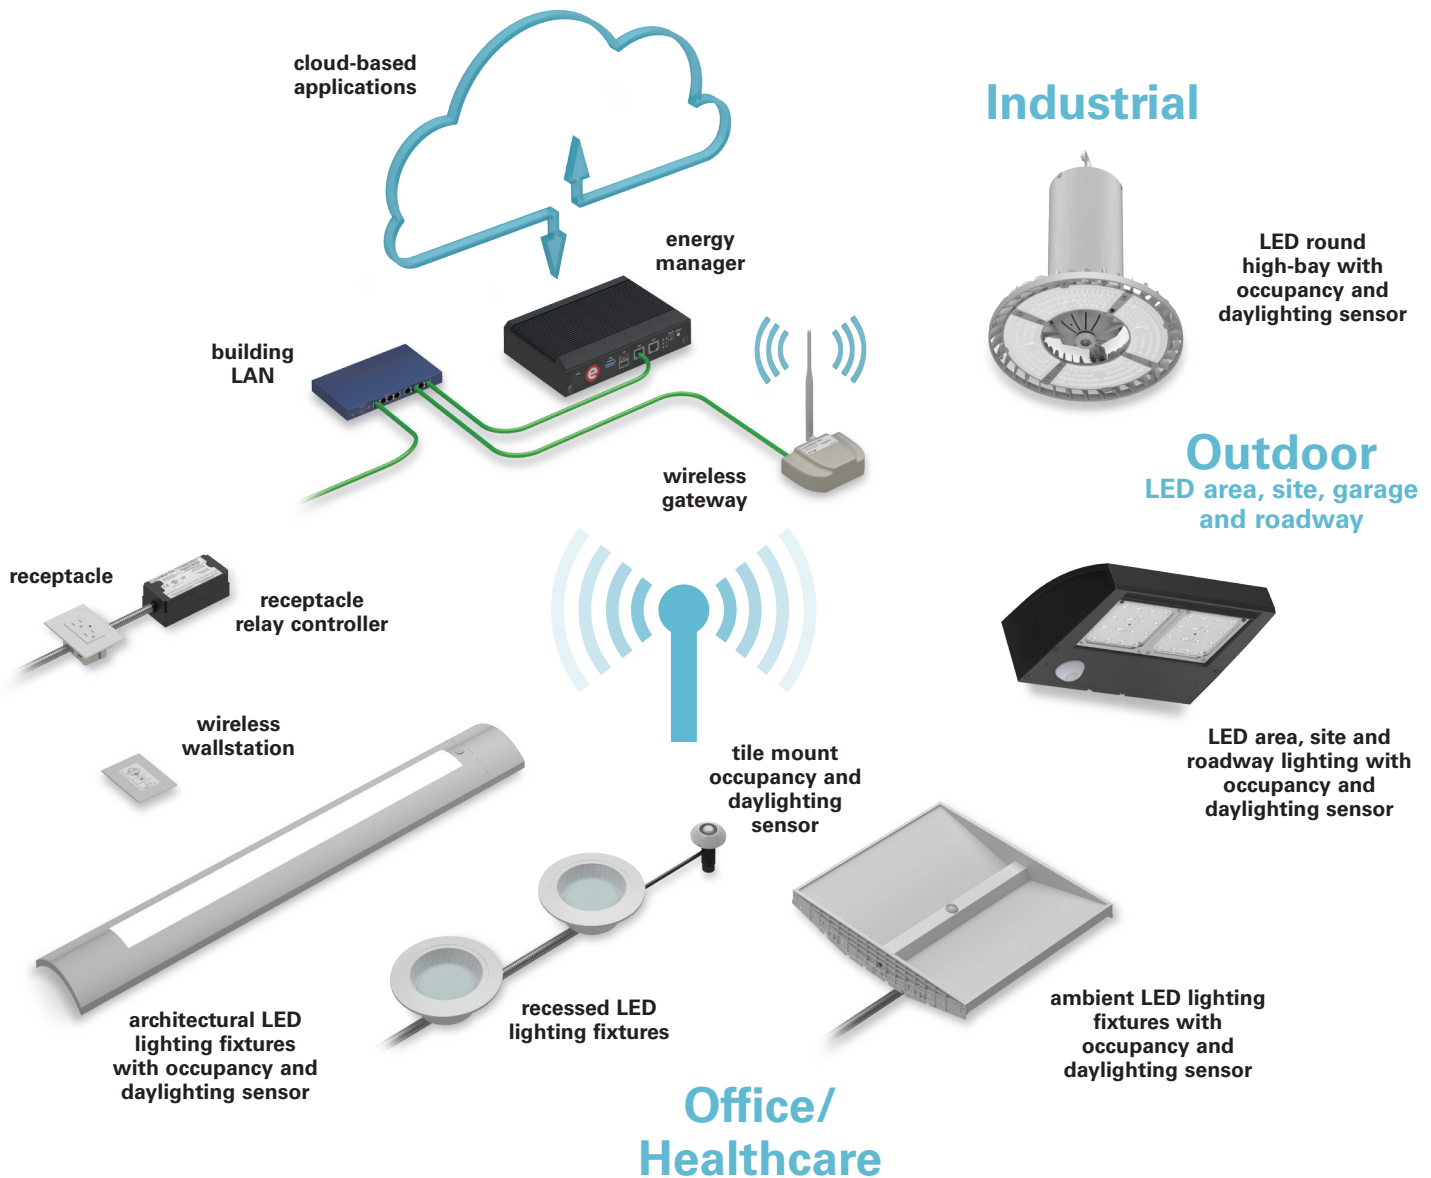 cloud-based
applications
Industrial
energy
manager
LED round
high-bay with
occupancy and
daylighting sensor
building
LAN
e
wireless
gateway
Outdoor
LED area, site, garage
and roadway
receptacle
receptacle
relay controller
wireless
wallstation
tile mount
occupancy and
daylighting
sensor
LED area, site and
roadway lighting with
occupancy and
daylighting sensor
architectural LED
lighting fixtures
with occupancy and
daylighting sensor
recessed LED
lighting fixtures
ambient LED lighting
fixtures with
occupancy and
daylighting sensor
Office/
Healthcare